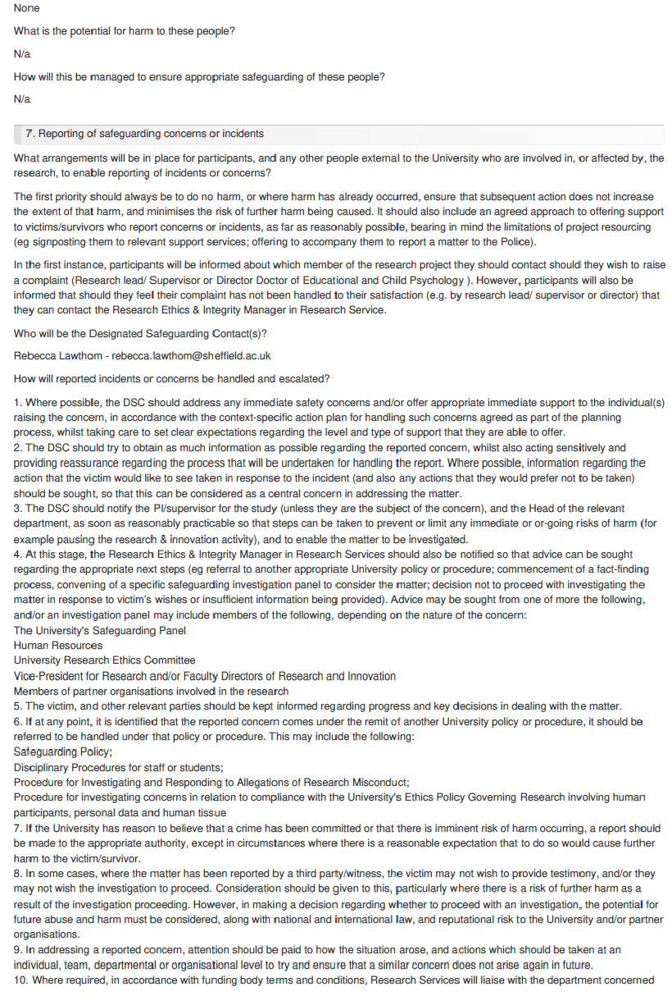 None
What is the potential for harm to these people?
N/a
How will this be managed to ensure appropriate safeguarding of these people?
N/a
7. Reporting of safeguarding concerns or incidents
What arrangements will be in place for participants, and any other people external to the University who are involved in, or affected by, the
research, to enable reporting of incidents or concerns?
The first priority should always be to do no harm, or where harm has already occurred, ensure that subsequent action does not increase
the extent of that harm, and minimises the risk of further harm being caused. It should also include an agreed approach to offering support
to victims/survivors who report concerns or incidents, as far as reasonably possible, bearing in mind the limitations of project resourcing
(eg signposting them to relevant support services; offering to accompany them to report a matter to the Police).
In the first instance, participants will be informed about which member of the research project they should contact should they wish to raise
a complaint (Research lead/ Supervisor or Director Doctor of Educational and Child Psychology ). However, participants will also be
informed that should they feel their complaint has not been handled to their satisfaction (e.g. by research lead/ supervisor or director) that
they can contact the Research Ethics & Integrity Manager in Research Service.
Who will be the Designated Safeguarding Contact(s)?
Rebecca Lawthom - rebecca.lawthom@sheffield.ac.uk
How will reported incidents or concerns be handled and escalated?
1. Where possible, the DSC should address any immediate safety concerns and/or offer appropriate immediate support to the individual(s)
raising the concern, in accordance with the context-specific action plan for handling such concerns agreed as part of the planning
process, whilst taking care to set clear expectations regarding the level and type of support that they are able to offer.
2. The DSC should try to obtain as much information as possible regarding the reported concern, whilst also acting sensitively and
providing reassurance regarding the process that will be undertaken for handling the report. Where possible, information regarding the
action that the victim would like to see taken in response to the incident (and also any actions that they would prefer not to be taken)
should be sought, so that this can be considered as a central concern in addressing the matter.
3. The DSC should notify the PI/supervisor for the study (unless they are the subject of the concern), and the Head of the relevant
department, as soon as reasonably practicable so that steps can be taken to prevent or limit any immediate or or-going risks of harm (for
example pausing the research & innovation activity), and to enable the matter to be investigated.
4. At this stage, the Research Ethics & Integrity Manager in Research Services should also be notified so that advice can be sought
regarding the appropriate next steps (eg referral to another appropriate University policy or procedure; commencement of a fact-finding
process, convening of a specific safeguarding investigation panel to consider the matter; decision not to proceed with investigating the
matter in response to victim's wishes or insufficient information being provided). Advice may be sought from one of more the following,
and/or an investigation panel may include members of the following, depending on the nature of the concern:
The University's Safeguarding Panel
Human Resources
University Research Ethics Committee
Vice-President for Research and/or Faculty Directors of Research and Innovation
Members of partner organisations involved in the research
5. The victim, and other relevant parties should be kept informed regarding progress and key decisions in dealing with the matter.
6. If at any point, it is identified that the reported concern comes under the remit of another University policy or procedure, it should be
referred to be handled under that policy or procedure. This may include the following:
Safeguarding Policy;
Disciplinary Procedures for staff or students;
Procedure for Investigating and Responding to Allegations of Research Misconduct;
Procedure for investigating concerns in relation to compliance with the University's Ethics Policy Governing Research involving human
participants, personal data and human tissue
7. If the University has reason to believe that a crime has been committed or that there is imminent risk of harm occurring, a report should
be made to the appropriate authority, except in circumstances where there is a reasonable expectation that to do so would cause further
harm to the victim/survivor.
8. In some cases, where the matter has been reported by a third party/witness, the victim may not wish to provide testimony, and/or they
may not wish the investigation to proceed. Consideration should be given to this, particularly where there is a risk of further harm as a
result of the investigation proceeding. However, in making a decision regarding whether to proceed with an investigation, the potential for
future abuse and harm must be considered, along with national and international law, and reputational risk to the University and/or partner
organisations.
9. In addressing a reported concern, attention should be paid to how the situation arose, and actions which should be taken at an
individual, team, departmental or organisational level to try and ensure that a similar concern does not arise again in future.
10. Where required, in accordance with funding body terms and conditions, Research Services will liaise with the department concerned